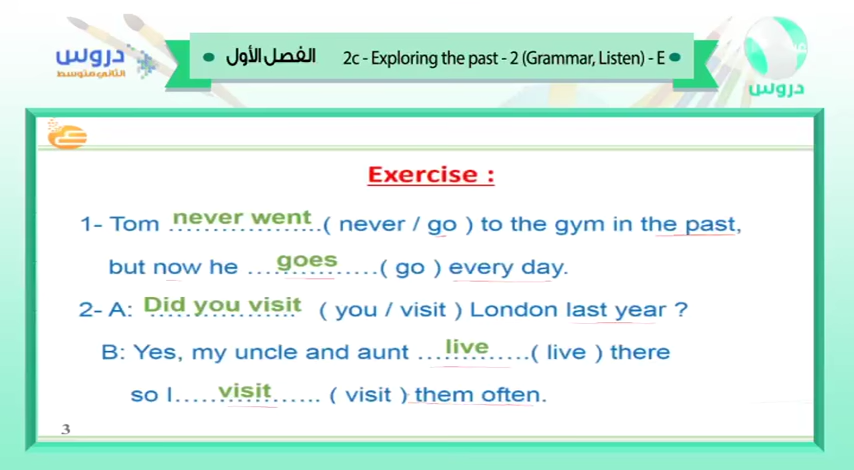 دروس
الثاني متوسط
الفصل الأول 2c - Exploring the past - 2 (Grammar, Listen) - E
دروس
Exercise :
1- Tom never went ( never / go ) to the gym in the past,
but now he goes ( go ) every day.
2- A: Did you visit ( you / visit ) London last year ?
B: Yes, my uncle and aunt live ( live ) there
so I visit ( visit ) them often.
3